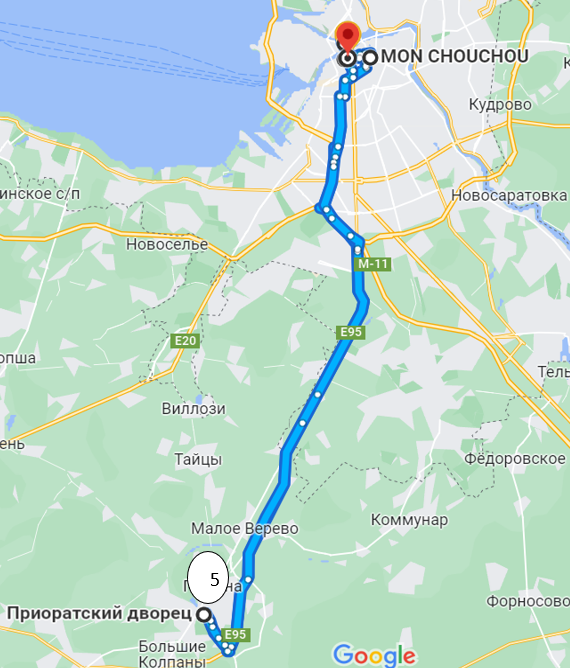 MON CHOUCHOU
Кудрово
Новосаратовка
инское с/п
Новоселье
M-11
E95
E20
опша
Тель
Виллози
ень
Тайцы
Фёдоровское
Малое Верево
Коммунар
5
Приоратский дворец
Форносово
E95
Большие
Колпаны
Google